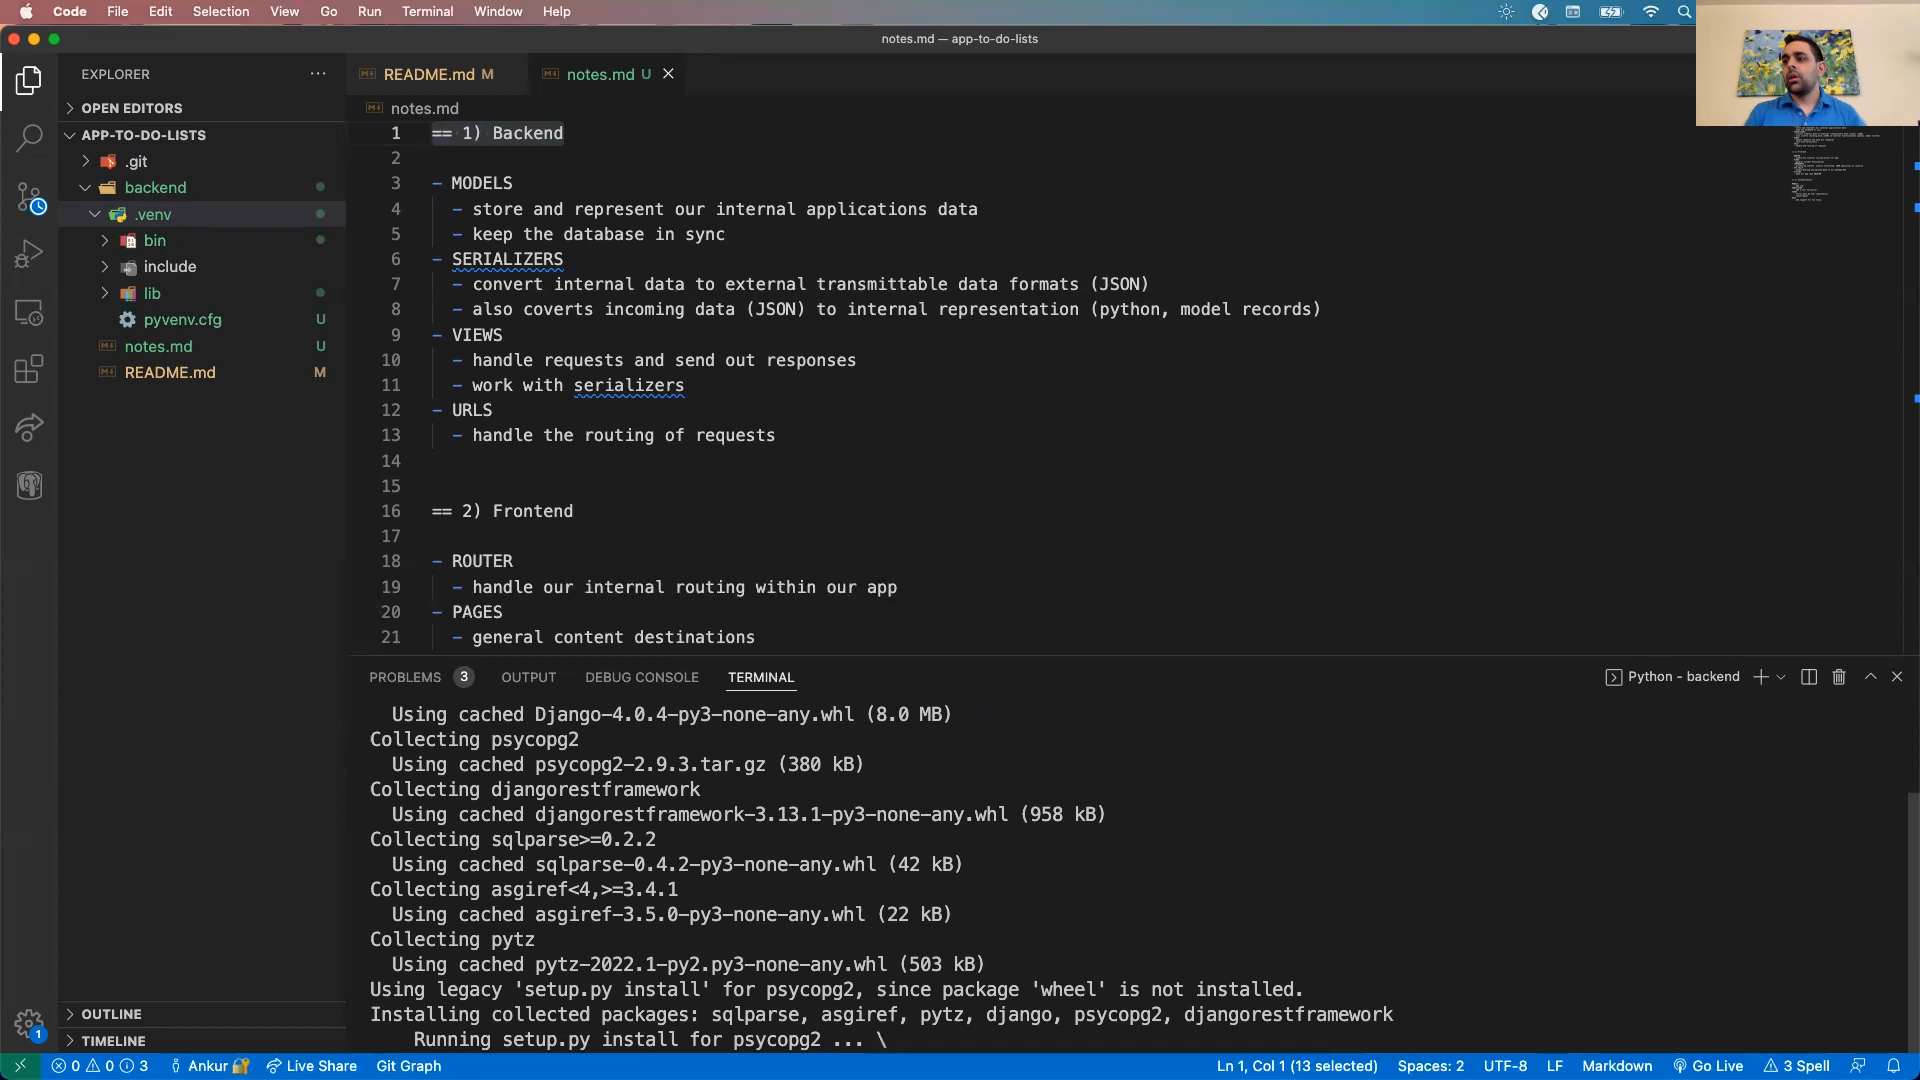 Code File Edit Selection View Go Run Terminal Window Help
notes.md — app-to-do-lists
EXPLORER
OPEN EDITORS
APP-TO-DO-LISTS
.git
backend
.venv
bin
include
lib
pyvenv.cfg U
notes.md U
README.md M
OUTLINE
TIMELINE
README.md M notes.md U
notes.md
1 == 1) Backend
2
3 - MODELS
4 - store and represent our internal applications data
5 - keep the database in sync
6 - SERIALIZERS
7 - convert internal data to external transmittable data formats (JSON)
8 - also coverts incoming data (JSON) to internal representation (python, model records)
9 - VIEWS
10 - handle requests and send out responses
11 - work with serializers
12 - URLS
13 - handle the routing of requests
14
15
16 == 2) Frontend
17
18 - ROUTER
19 - handle our internal routing within our app
20 - PAGES
21 - general content destinations
PROBLEMS 3 OUTPUT DEBUG CONSOLE TERMINAL Python - backend
Using cached Django-4.0.4-py3-none-any.whl (8.0 MB)
Collecting psycopg2
Using cached psycopg2-2.9.3.tar.gz (380 kB)
Collecting djangorestframework
Using cached djangorestframework-3.13.1-py3-none-any.whl (958 kB)
Collecting sqlparse>=0.2.2
Using cached sqlparse-0.4.2-py3-none-any.whl (42 kB)
Collecting asgiref<4,>=3.4.1
Using cached asgiref-3.5.0-py3-none-any.whl (22 kB)
Collecting pytz
Using cached pytz-2022.1-py2.py3-none-any.whl (503 kB)
Using legacy 'setup.py install' for psycopg2, since package 'wheel' is not installed.
Installing collected packages: sqlparse, asgiref, pytz, django, psycopg2, djangorestframework
Running setup.py install for psycopg2 ... \
1
0 0 3 Ankur Live Share Git Graph Ln 1, Col 1 (13 selected) Spaces: 2 UTF-8 LF Markdown Go Live 3 Spell